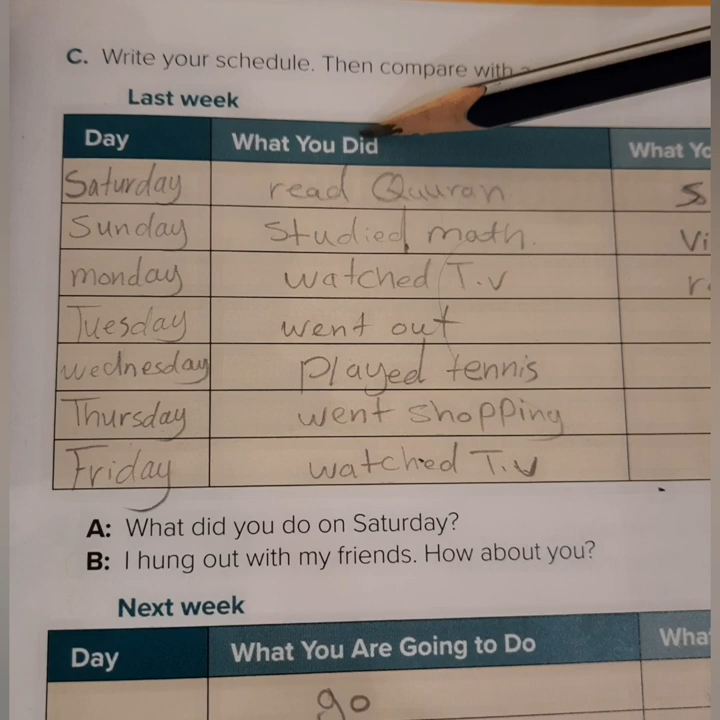 C. Write your schedule. Then compare with
Last week
Day What You Did What Yo
Saturday read Quuran S
Sunday Studied math. Vi
monday watched T.V r
Tuesday went out
wednesday played tennis
Thursday went shopping
Friday watched T.V
A: What did you do on Saturday?
B: I hung out with my friends. How about you?
Next week
Day What You Are Going to Do Wha
go